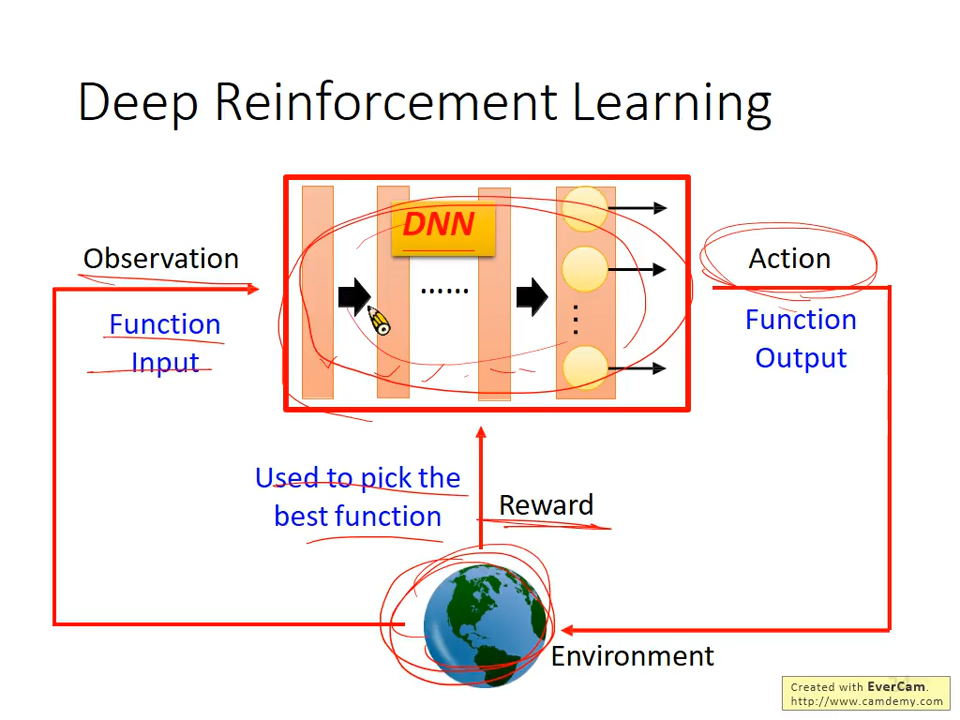 Deep Reinforcement Learning
DNN
......
Observation
Function
Input
Action
Function
Output
Used to pick the
best function
Reward
Environment
Created with EverCam.
http://www.camdemy.com